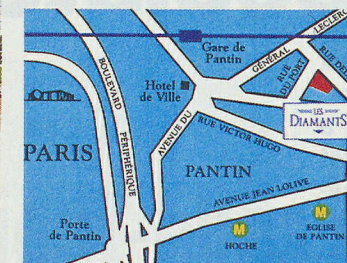 LECLERC
Gare de
Pantin
GÉNÉRAL
RUE DE
RUE
DU PORT
BOULEVARD
PÉRIPHÉRIQUE
Hotel
de Ville
LES
DIAMANTS
AVENUE DU
RUE VICTOR HUGO
PARIS
PANTIN
AVENUE JEAN LOLIVE
Porte
de Pantin
M
HOCHE
M
EGLISE
DE PANTIN